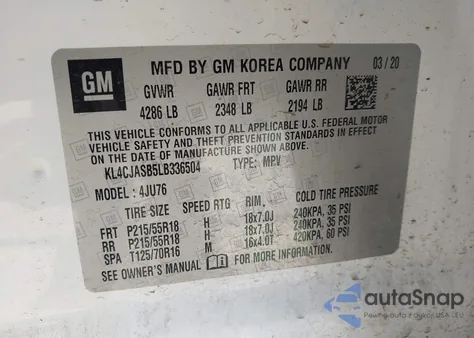 GM
MFD BY GM KOREA COMPANY 03/20
GVWR GAWR FRT GAWR RR
4286 LB 2348 LB 2194 LB
THIS VEHICLE CONFORMS TO ALL APPLICABLE U.S. FEDERAL MOTOR
VEHICLE SAFETY AND THEFT PREVENTION STANDARDS IN EFFECT
ON THE DATE OF MANUFACTURE SHOWN ABOVE.
KL4CJASB5LB336504 TYPE: MPV
MODEL: 4JU76
TIRE SIZE SPEED RTG RIM COLD TIRE PRESSURE
FRT P215/55R18 H 18x7.0J 240KPA, 35 PSI
RR P215/55R18 H 18x7.0J 240KPA, 35 PSI
SPA T125/70R16 M 16x4.0T 420KPA, 60 PSI
SEE OWNER'S MANUAL FOR MORE INFORMATION.
autoSnap